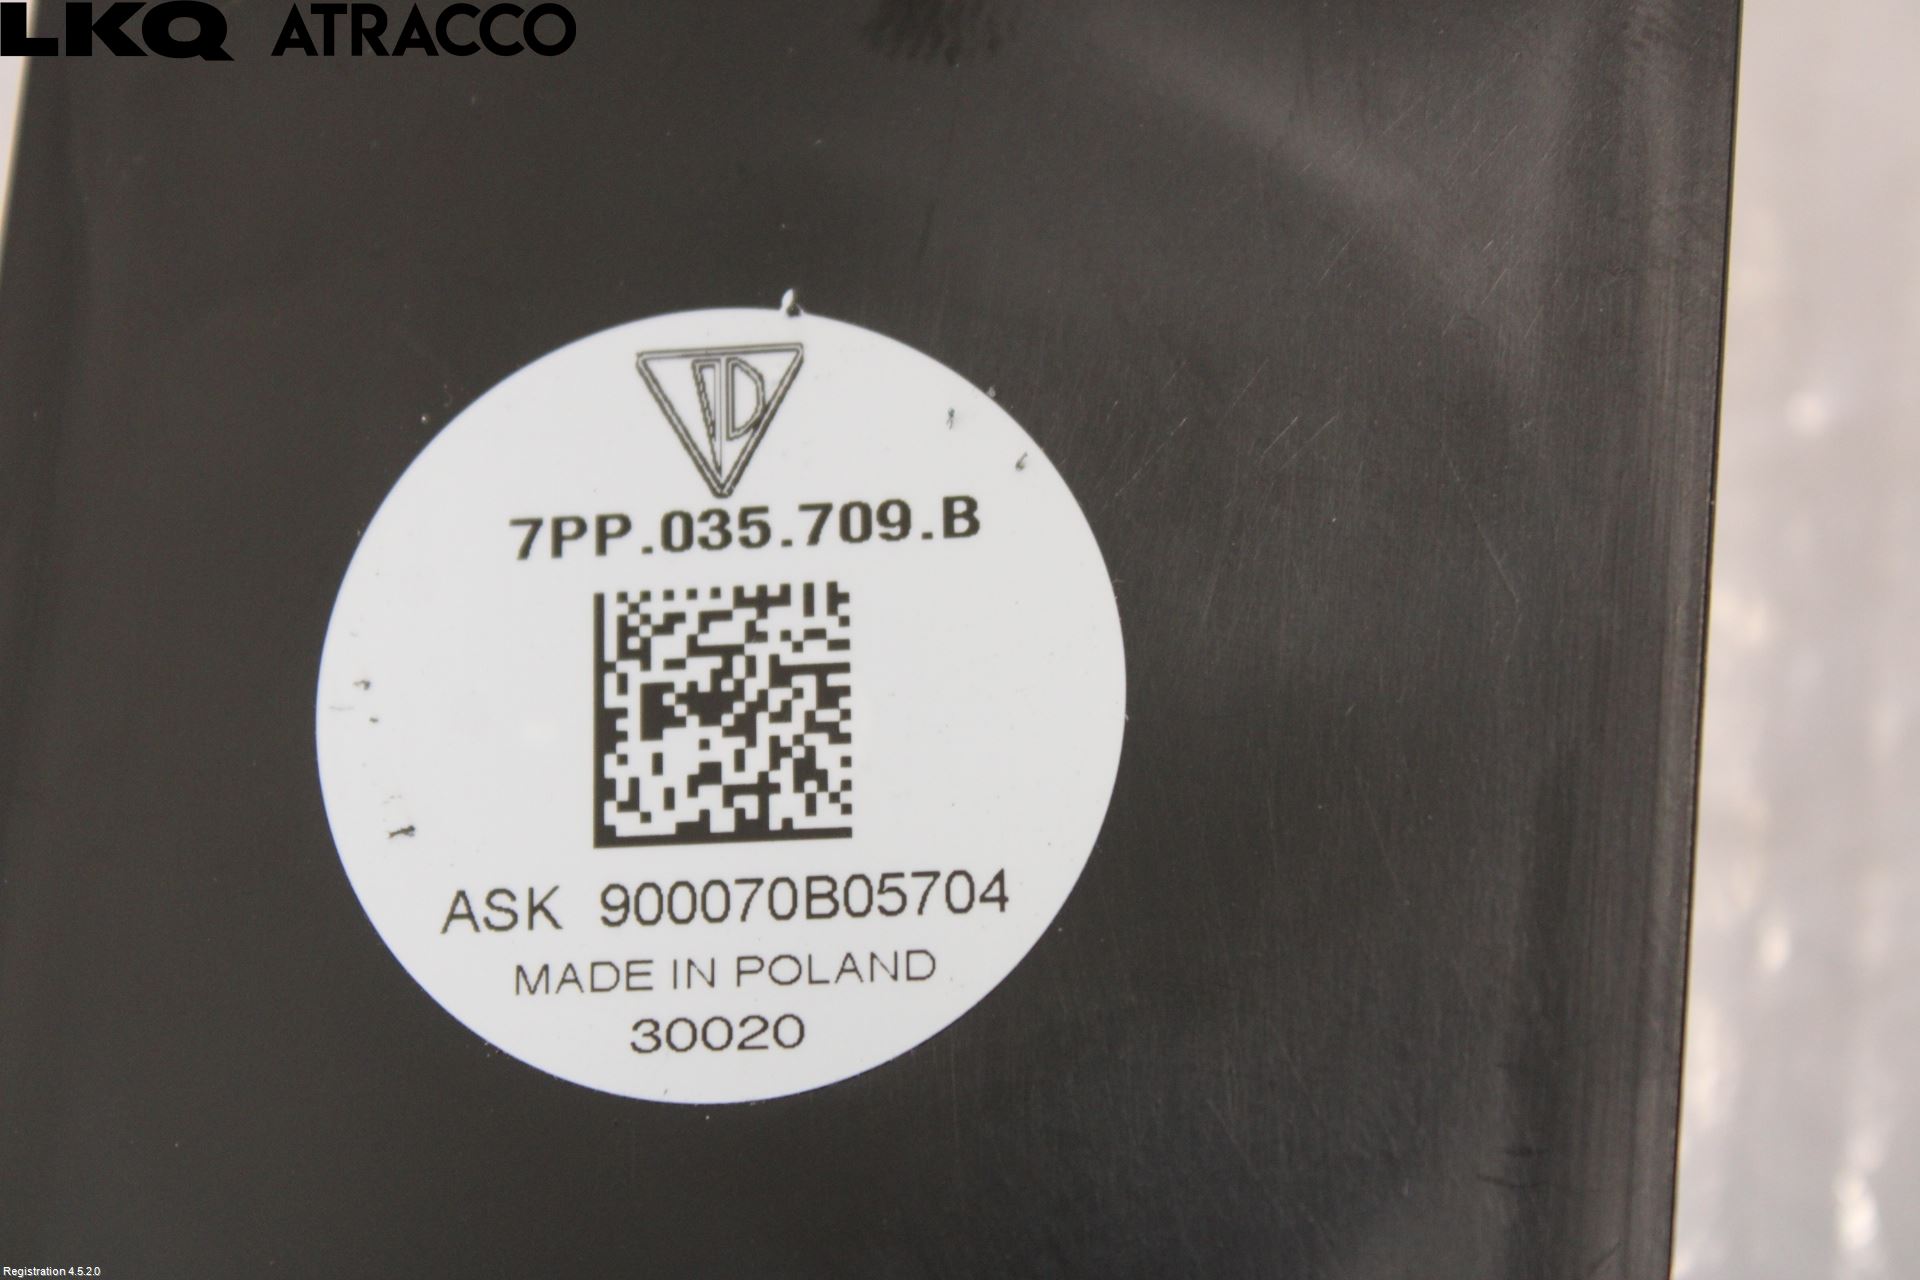 LKQ ATRACCO
7PP.035.709.B
ASK 900070B05704
MADE IN POLAND
30020
Registration 4.5.2.0